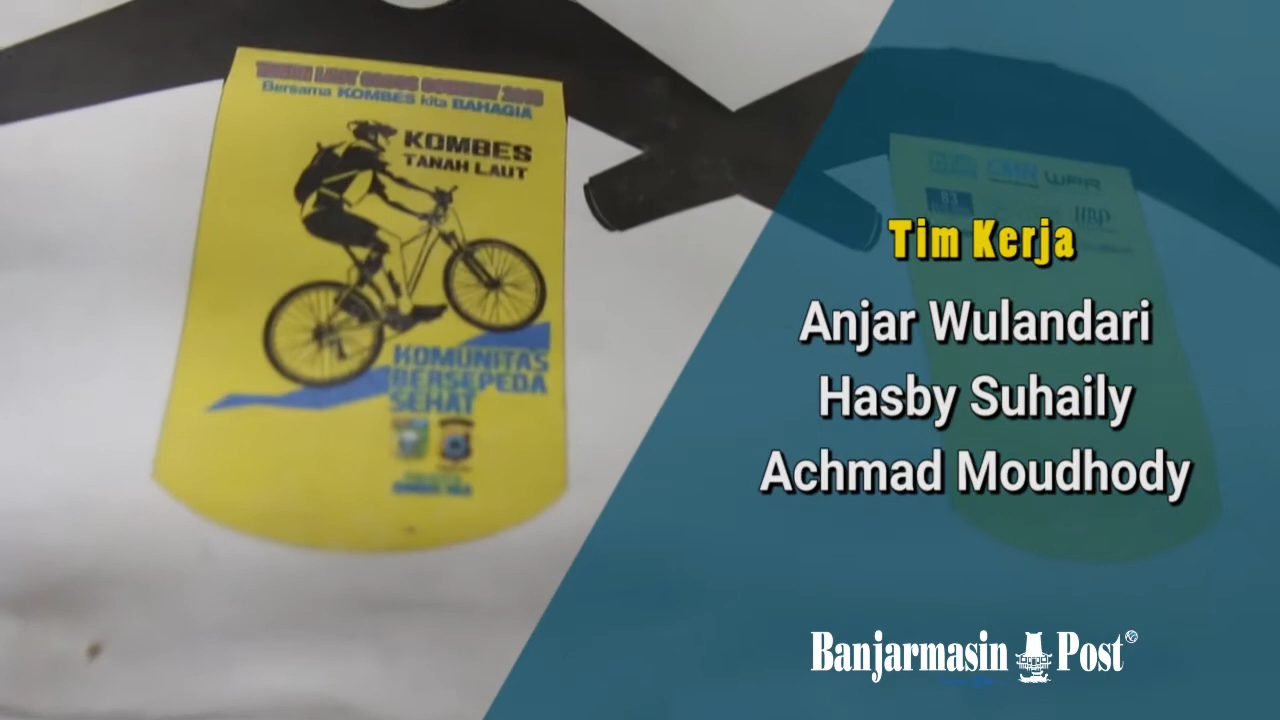 Bersama KOMBES kita BAHAGIA
KOMBES
TANAH LAUT
KOMUNITAS
BERSEPEDA
SEHAT
Tim Kerja
Anjar Wulandari
Hasby Suhaily
Achmad Moudhody
Banjarmasin Post